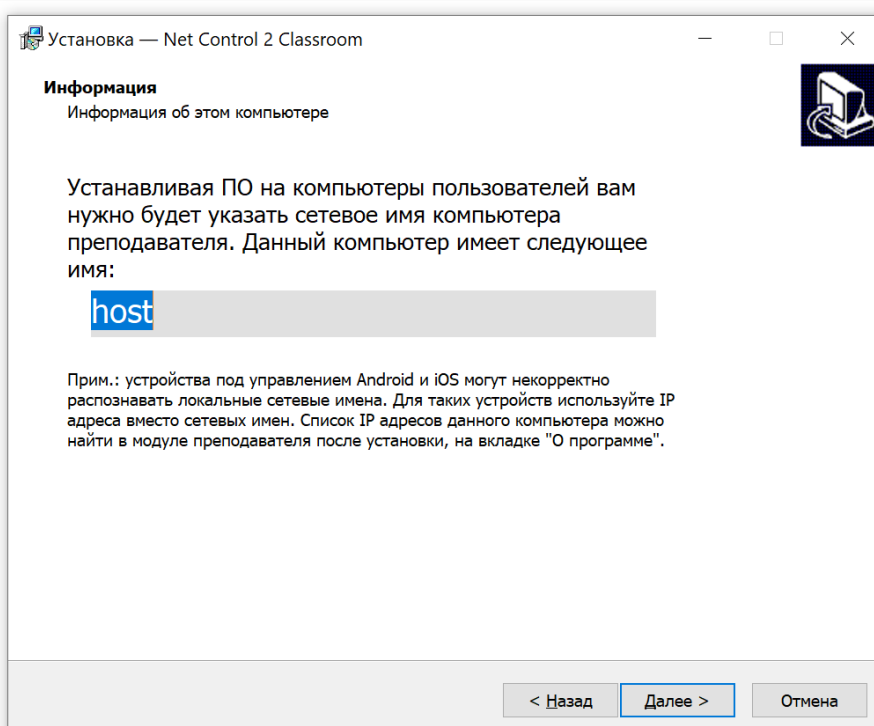 Установка — Net Control 2 Classroom
Информация
Информация об этом компьютере
Устанавливая ПО на компьютеры пользователей вам
нужно будет указать сетевое имя компьютера
преподавателя. Данный компьютер имеет следующее
имя:
host
Прим.: устройства под управлением Android и iOS могут некорректно
распознавать локальные сетевые имена. Для таких устройств используйте IP
адреса вместо сетевых имен. Список IP адресов данного компьютера можно
найти в модуле преподавателя после установки, на вкладке "О программе".
< Назад Далее > Отмена